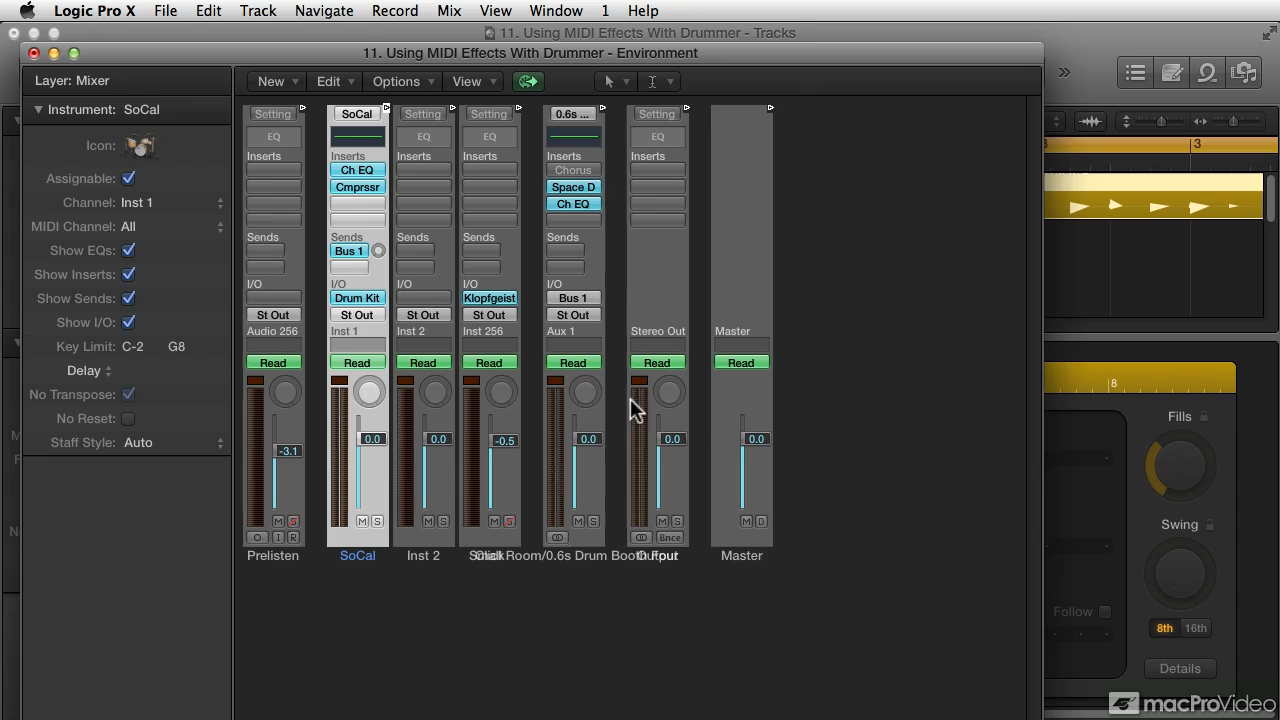 Logic Pro X File Edit Track Navigate Record Mix View Window 1 Help
11. Using MIDI Effects With Drummer - Tracks
11. Using MIDI Effects With Drummer - Environment
Layer: Mixer
New Edit Options View
Instrument: SoCal
Icon:
Assignable:
Channel: Inst 1
MIDI Channel: All
Show EQs:
Show Inserts:
Show Sends:
Show I/O:
Key Limit: C-2 G8
Delay
No Transpose:
No Reset:
Staff Style: Auto
Setting SoCal Setting Setting 0.6s ... Setting
EQ EQ EQ EQ
Inserts Inserts Inserts Inserts Inserts Inserts
Ch EQ Chorus
Cmprssr Space D
Ch EQ
Sends Sends Sends Sends Sends
Bus 1
I/O I/O I/O I/O I/O
Drum Kit Klopfgeist Bus 1
St Out St Out St Out St Out St Out
Audio 256 Inst 1 Inst 2 Inst 256 Aux 1 Stereo Out Master
Read Read Read Read Read Read Read
-3.1 0.0 0.0 -0.5 0.0 0.0 0.0
M S M S M S M S M S M S M D
O I R Bnce
Prelisten SoCal Inst 2 Room/0.6s Drum Booth Master
3
8
Fills
Swing
Follow
8th 16th
Details
macProVideo